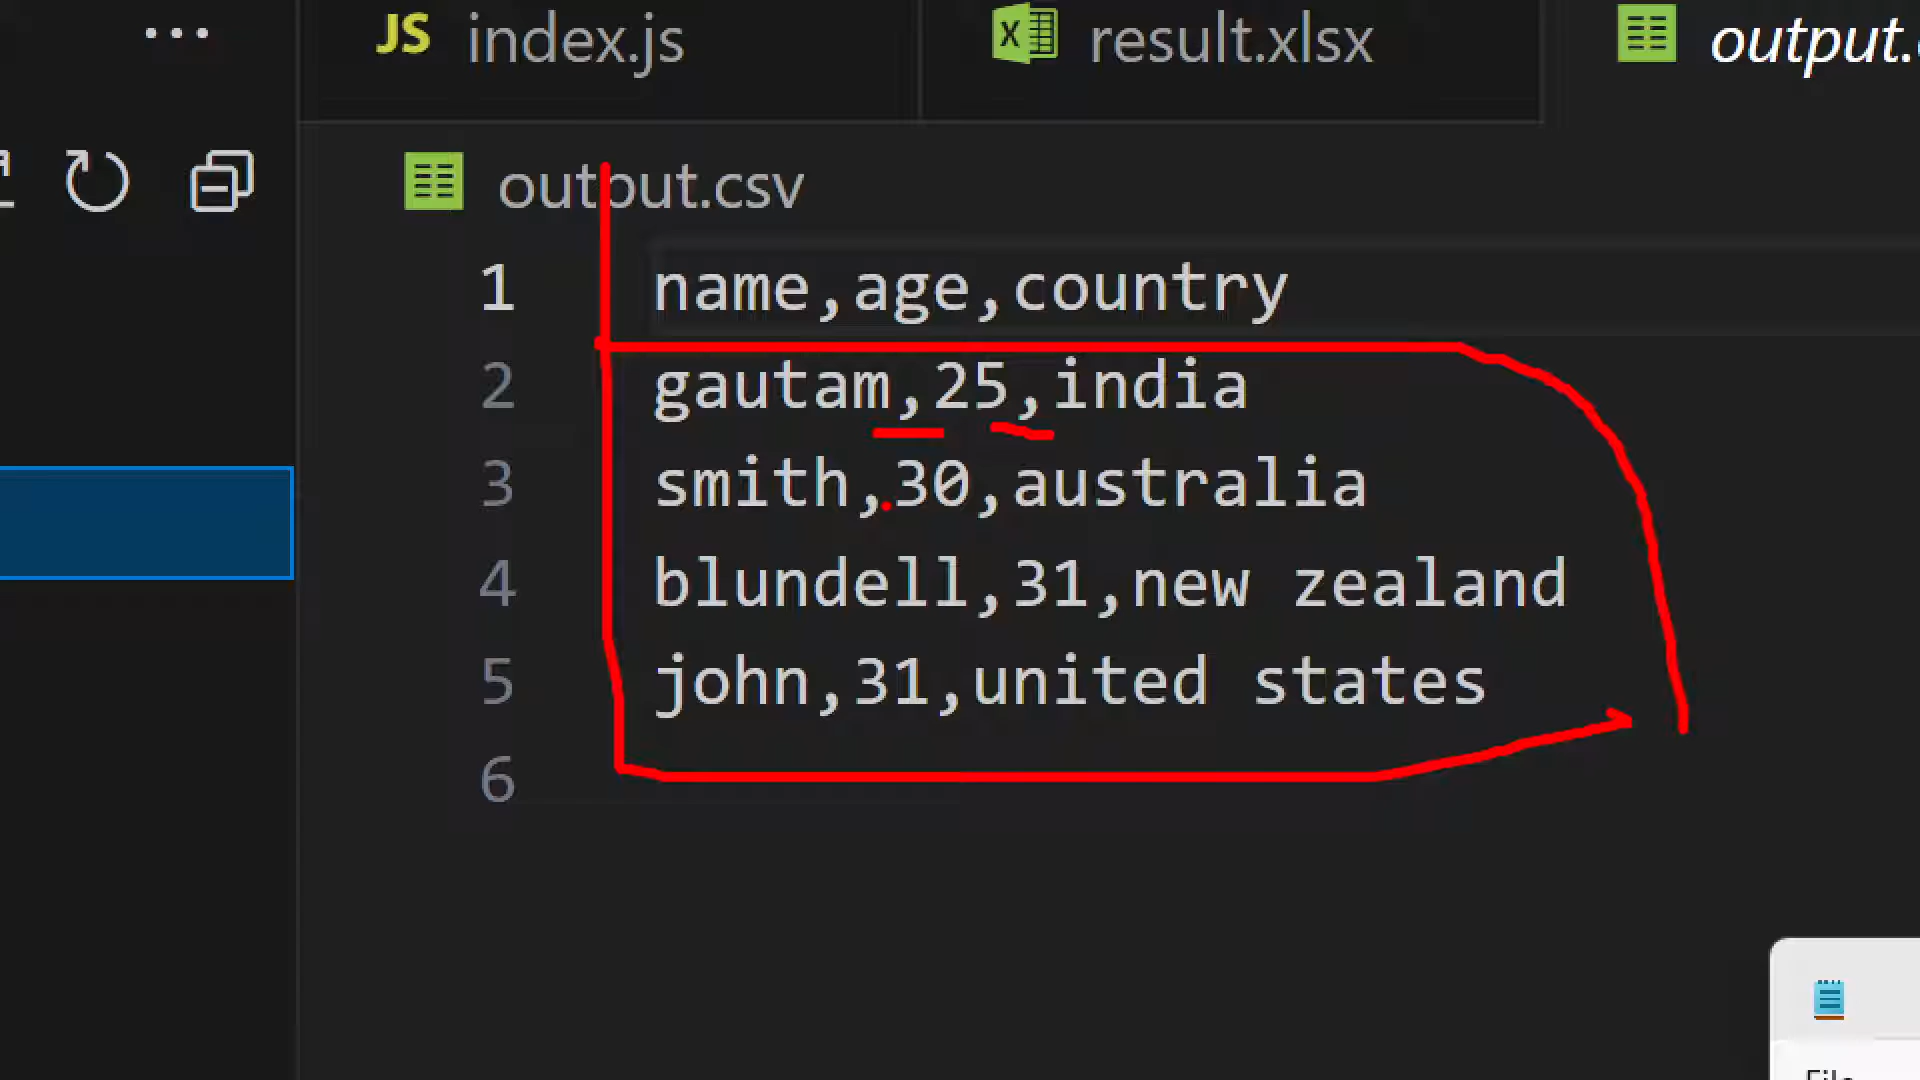 JS index.js
result.xlsx
output.
output.csv
1 name,age,country
2 gautam,25,india
3 smith,30,australia
4 blundell,31,new zealand
5 john,31,united states
6